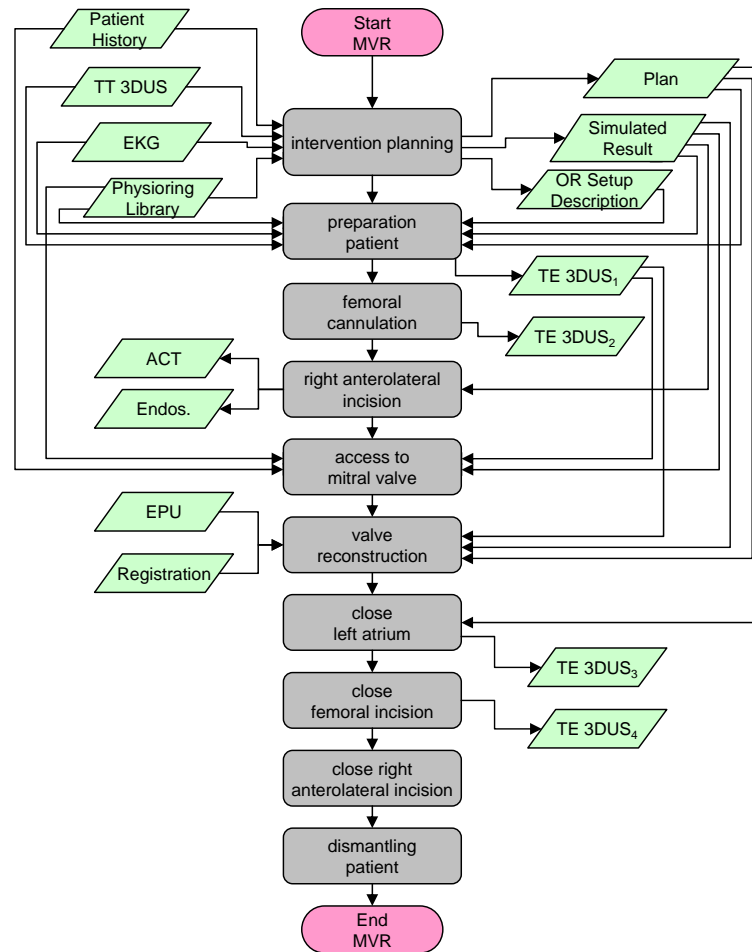 Patient
History
Start
MVR
TT 3DUS
Plan
EKG
intervention planning
Simulated
Result
Physioring
Library
OR Setup
Description
preparation
patient
TE 3DUS₁
femoral
cannulation
TE 3DUS₂
ACT
right anterolateral
incision
Endos.
access to
mitral valve
EPU
valve
reconstruction
Registration
close
left atrium
TE 3DUS₃
close
femoral incision
TE 3DUS₄
close right
anterolateral incision
dismantling
patient
End
MVR